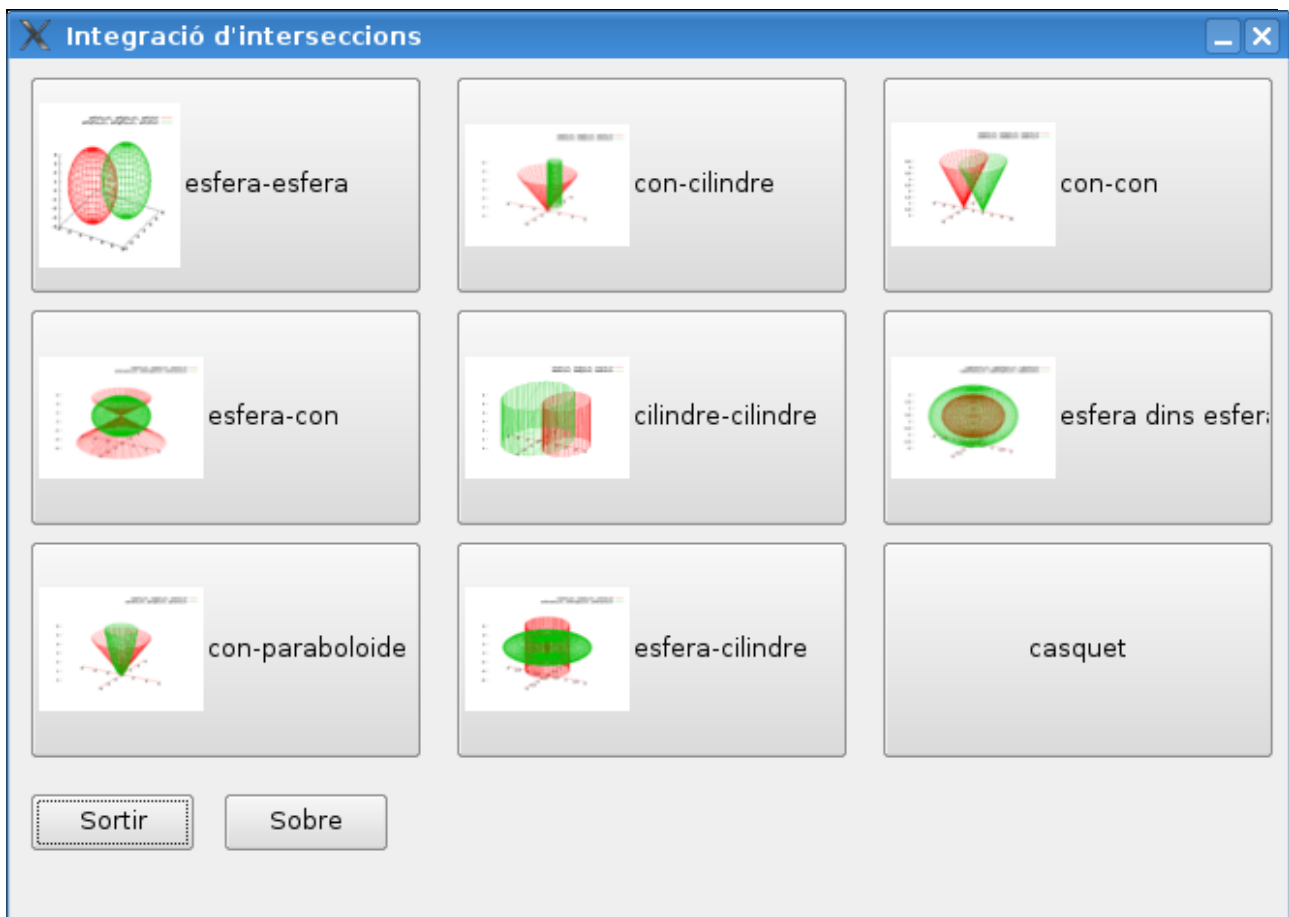 Integració d'interseccions
esfera-esfera
con-cilindre
con-con
esfera-con
cilindre-cilindre
esfera dins esfera
con-paraboloide
esfera-cilindre
casquet
Sortir
Sobre